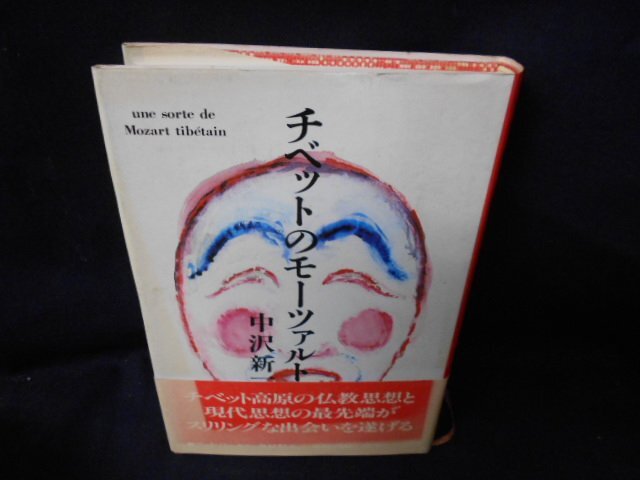 une sorte de
Mozart tibétain
チベットのモーツァルト
中沢新一
チベット高原の仏教思想と
現代思想の最先端が
スリリングな出会いを遂げる